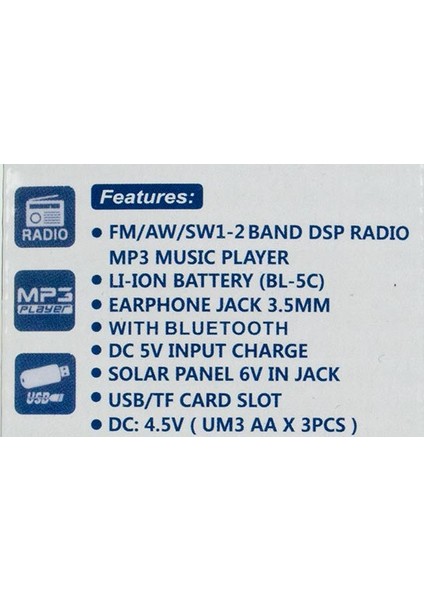 Features:
RADIO
• FM/AW/SW1-2 BAND DSP RADIO
MP3 MUSIC PLAYER
• LI-ION BATTERY (BL-5C)
MP3
PLAYER
• EARPHONE JACK 3.5MM
• WITH BLUETOOTH
• DC 5V INPUT CHARGE
• SOLAR PANEL 6V IN JACK
USB
• USB/TF CARD SLOT
• DC: 4.5V ( UM3 AA X 3PCS )